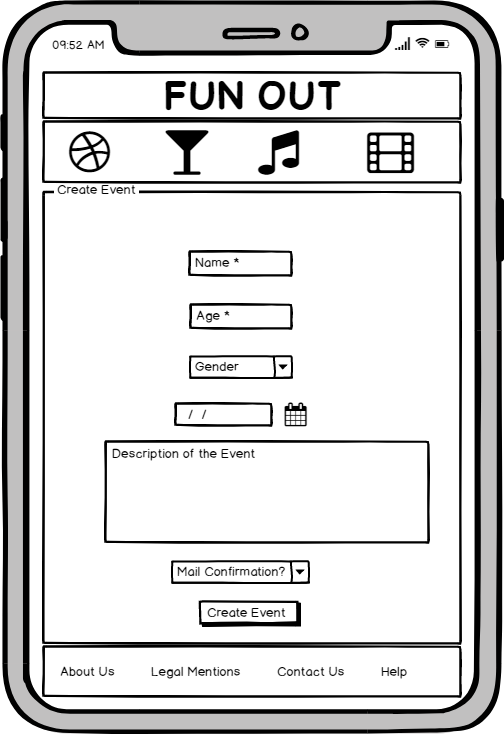 09:52 AM
FUN OUT
Create Event
Name *
Age *
Gender
/ /
Description of the Event
Mail Confirmation?
Create Event
About Us Legal Mentions Contact Us Help